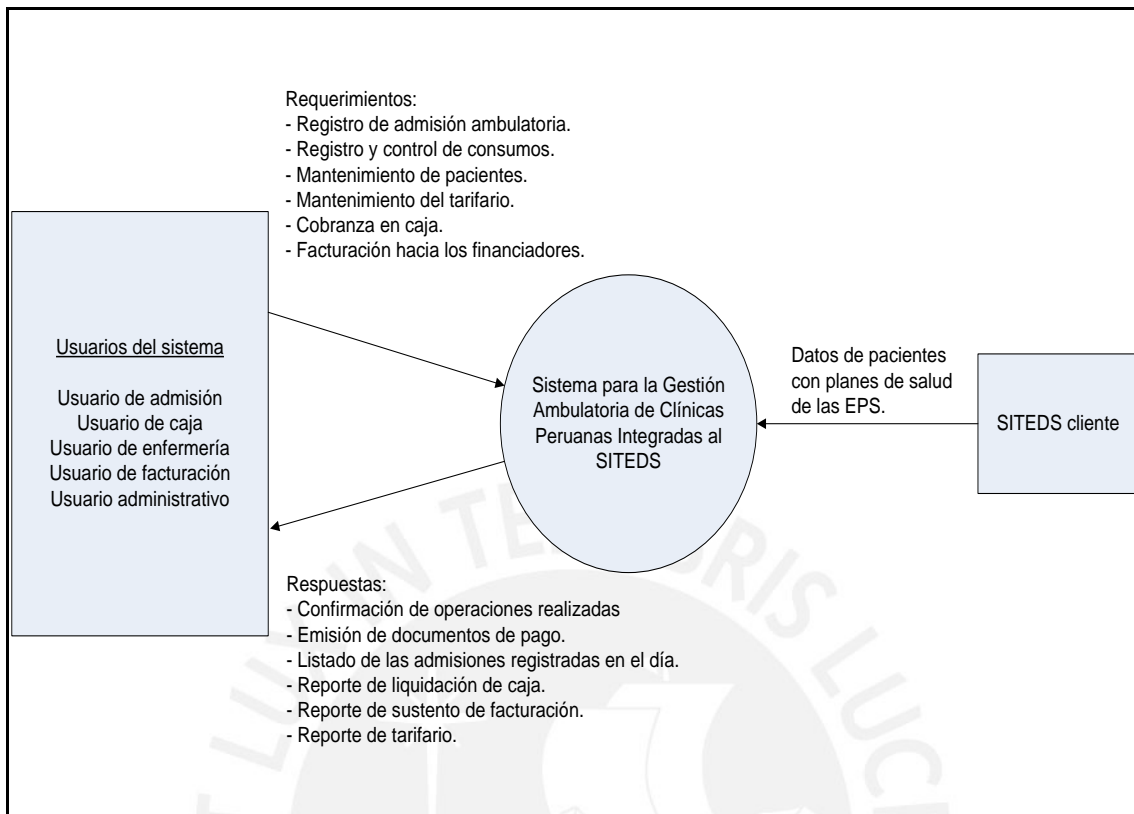 Requerimientos:
- Registro de admisión ambulatoria.
- Registro y control de consumos.
- Mantenimiento de pacientes.
- Mantenimiento del tarifario.
- Cobranza en caja.
- Facturación hacia los financiadores.
Usuarios del sistema
Usuario de admisión
Usuario de caja
Usuario de enfermería
Usuario de facturación
Usuario administrativo
Sistema para la Gestión
Ambulatoria de Clínicas
Peruanas Integradas al
SITEDS
Datos de pacientes
con planes de salud
de las EPS.
SITEDS cliente
Respuestas:
- Confirmación de operaciones realizadas
- Emisión de documentos de pago.
- Listado de las admisiones registradas en el día.
- Reporte de liquidación de caja.
- Reporte de sustento de facturación.
- Reporte de tarifario.